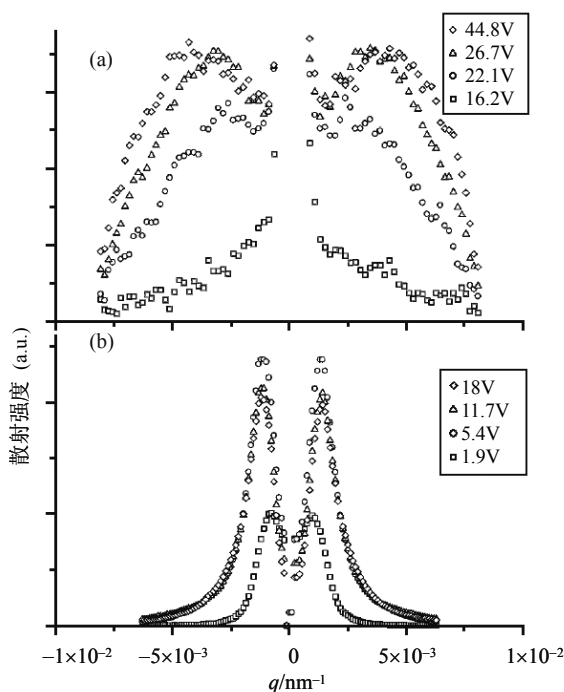 (a)
44.8V
26.7V
22.1V
16.2V
(b)
18V
11.7V
5.4V
1.9V
散射强度 (a.u.)
-1×10⁻² -5×10⁻³ 0 5×10⁻³ 1×10⁻²
q/nm⁻¹